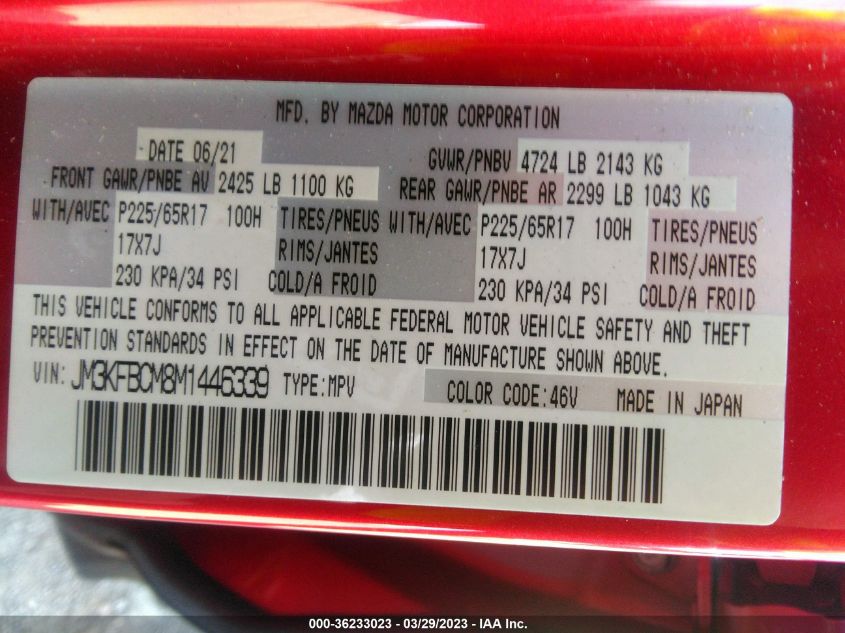 MFD. BY MAZDA MOTOR CORPORATION
DATE 06/21 GVWR/PNBV 4724 LB 2143 KG
FRONT GAWR/PNBE AV 2425 LB 1100 KG REAR GAWR/PNBE AR 2299 LB 1043 KG
WITH/AVEC P225/65R17 100H TIRES/PNEUS WITH/AVEC P225/65R17 100H TIRES/PNEUS
17X7J RIMS/JANTES 17X7J RIMS/JANTES
230 KPA/34 PSI COLD/A FROID 230 KPA/34 PSI COLD/A FROID
THIS VEHICLE CONFORMS TO ALL APPLICABLE FEDERAL MOTOR VEHICLE SAFETY AND THEFT
PREVENTION STANDARDS IN EFFECT ON THE DATE OF MANUFACTURE SHOWN ABOVE.
VIN: JM3KFBCM8M1446339 TYPE:MPV COLOR CODE:46V MADE IN JAPAN
000-36233023 - 03/29/2023 - IAA Inc.